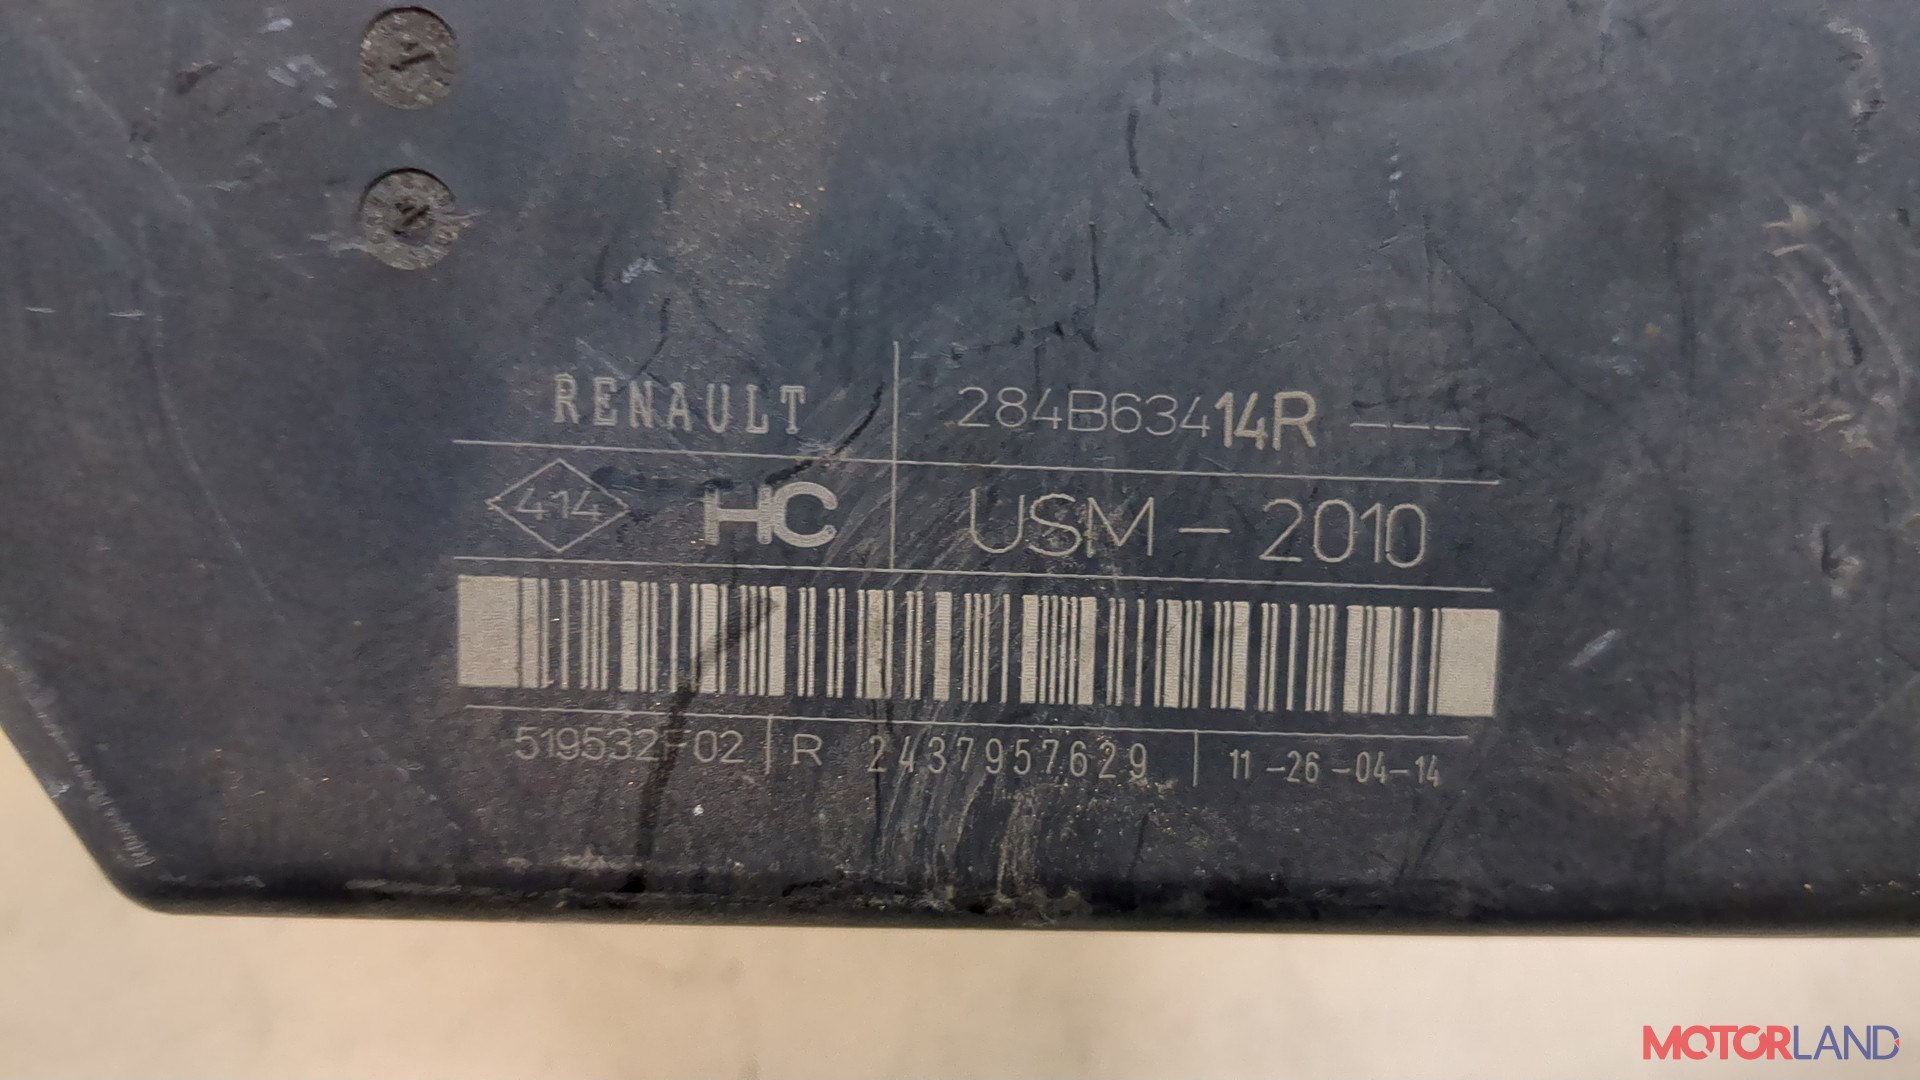 RENAULT 284B63414R ---
414 HC USM - 2010
519532F02 R 2437957629 11-26-04-14
MOTORLAND